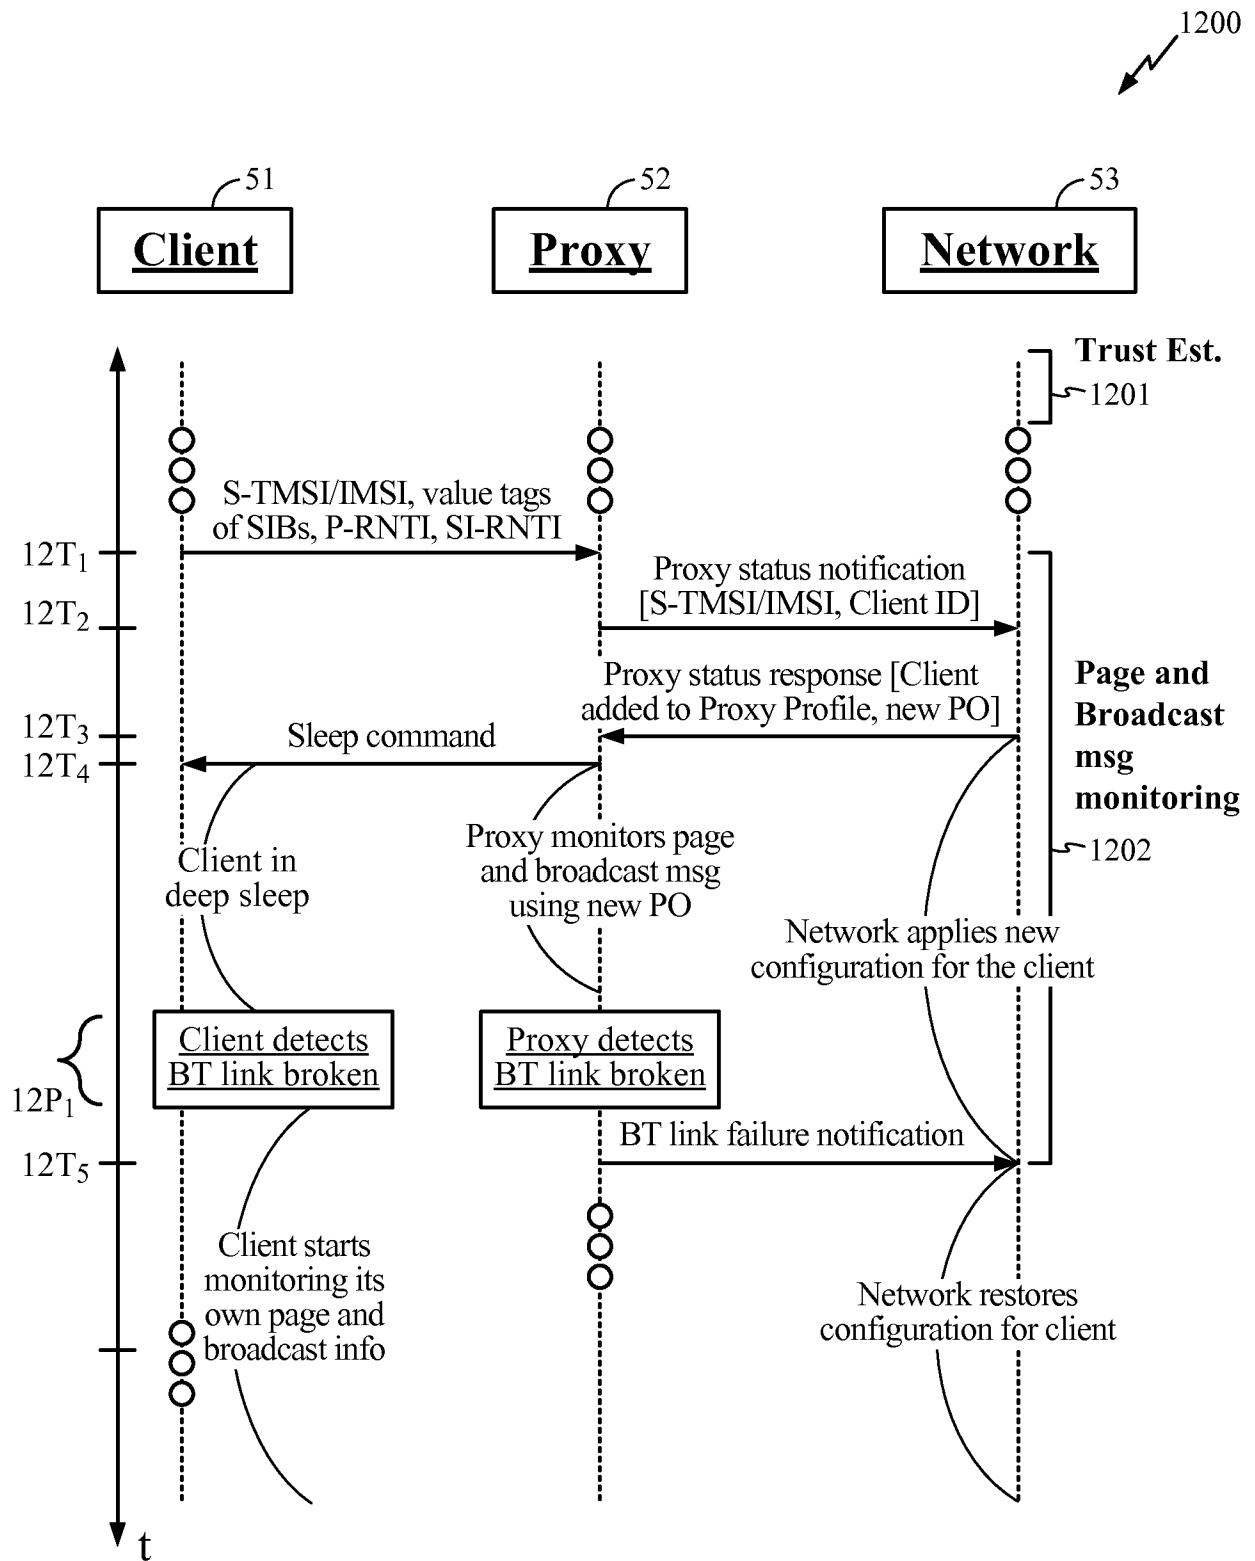 1200
51
52
53
Client
Proxy
Network
Trust Est.
1201
S-TMSI/IMSI, value tags
of SIBs, P-RNTI, SI-RNTI
12T1
Proxy status notification
[S-TMSI/IMSI, Client ID]
12T2
Proxy status response [Client
added to Proxy Profile, new PO]
12T3
Sleep command
12T4
Page and
Broadcast
msg
monitoring
1202
Client in
deep sleep
Proxy monitors page
and broadcast msg
using new PO
Network applies new
configuration for the client
Client detects
BT link broken
Proxy detects
BT link broken
12P1
BT link failure notification
12T5
Client starts
monitoring its
own page and
broadcast info
Network restores
configuration for client
t